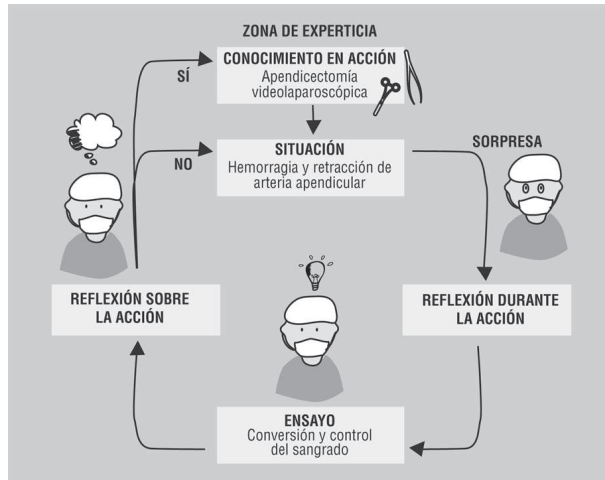 ZONA DE EXPERTICIA
CONOCIMIENTO EN ACCIÓN
Apendicectomía
videolaparoscópica
SÍ
SITUACIÓN
Hemorragia y retracción de
arteria apendicular
NO
SORPRESA
REFLEXIÓN SOBRE
LA ACCIÓN
REFLEXIÓN DURANTE
LA ACCIÓN
ENSAYO
Conversión y control
del sangrado